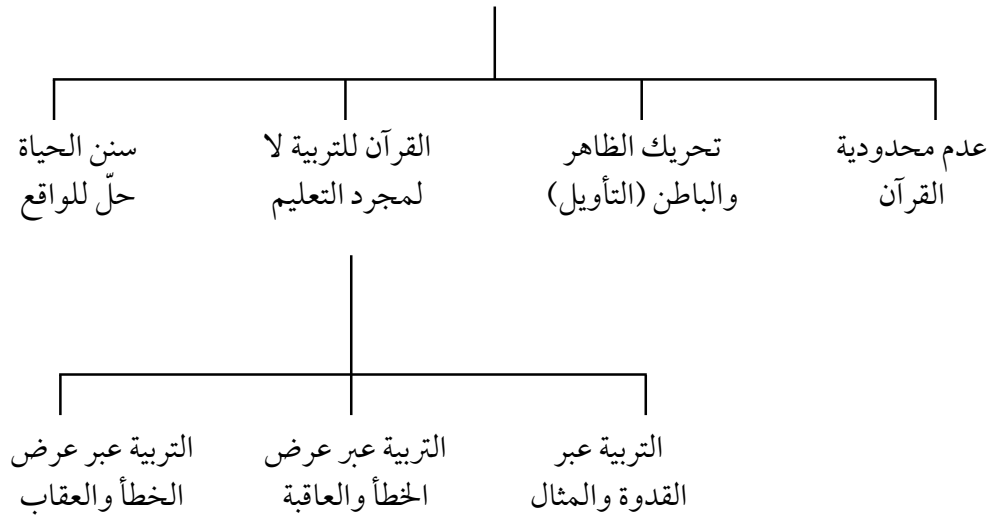 عدم محدودية
القرآن
تحريك الظاهر
والباطن (التأويل)
القرآن للتربية لا
لمجرد التعليم
سنن الحياة
حلّ للواقع
التربية عبر
القدوة والمثال
التربية عبر عرض
الخطأ والعاقبة
التربية عبر عرض
الخطأ والعقاب